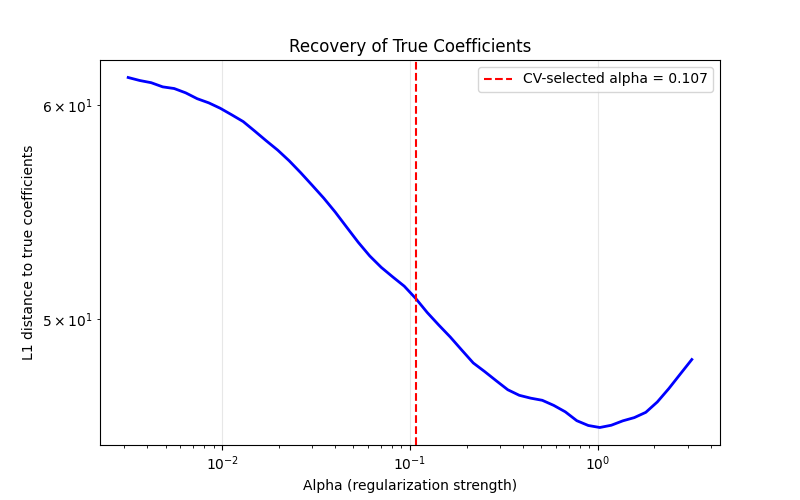 Recovery of True Coefficients
CV-selected alpha = 0.107
L1 distance to true coefficients
6 × 10¹
5 × 10¹
10⁻² 10⁻¹ 10⁰
Alpha (regularization strength)